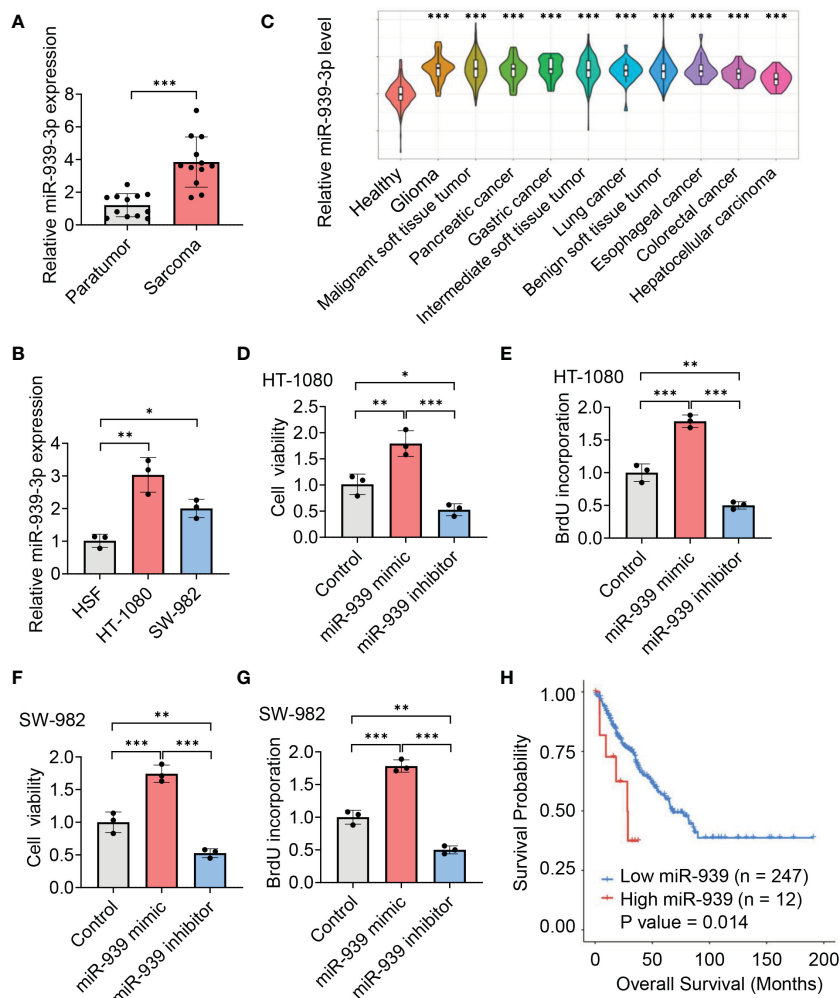 A
Relative miR-939-3p expression
8
6
4
2
0
***
Paratumor
Sarcoma
C
Relative miR-939-3p level
*** *** *** *** *** *** *** *** *** ***
Healthy
Glioma
Malignant soft tissue tumor
Pancreatic cancer
Gastric cancer
Intermediate soft tissue tumor
Lung cancer
Benign soft tissue tumor
Esophageal cancer
Colorectal cancer
Hepatocellular carcinoma
B
Relative miR-939-3p expression
4
3
2
1
0
*
**
HSF
HT-1080
SW-982
D
HT-1080
Cell viability
2.5
2.0
1.5
1.0
0.5
0.0
*
** ***
Control
miR-939 mimic
miR-939 inhibitor
E
HT-1080
BrdU incorporation
2.0
1.5
1.0
0.5
0.0
**
*** ***
Control
miR-939 mimic
miR-939 inhibitor
F
SW-982
Cell viability
2.0
1.5
1.0
0.5
0.0
**
*** ***
Control
miR-939 mimic
miR-939 inhibitor
G
SW-982
BrdU incorporation
2.0
1.5
1.0
0.5
0.0
**
*** ***
Control
miR-939 mimic
miR-939 inhibitor
H
Survival Probability
1.00
0.75
0.50
0.25
0.00
Low miR-939 (n = 247)
High miR-939 (n = 12)
P value = 0.014
0 50 100 150 200
Overall Survival (Months)